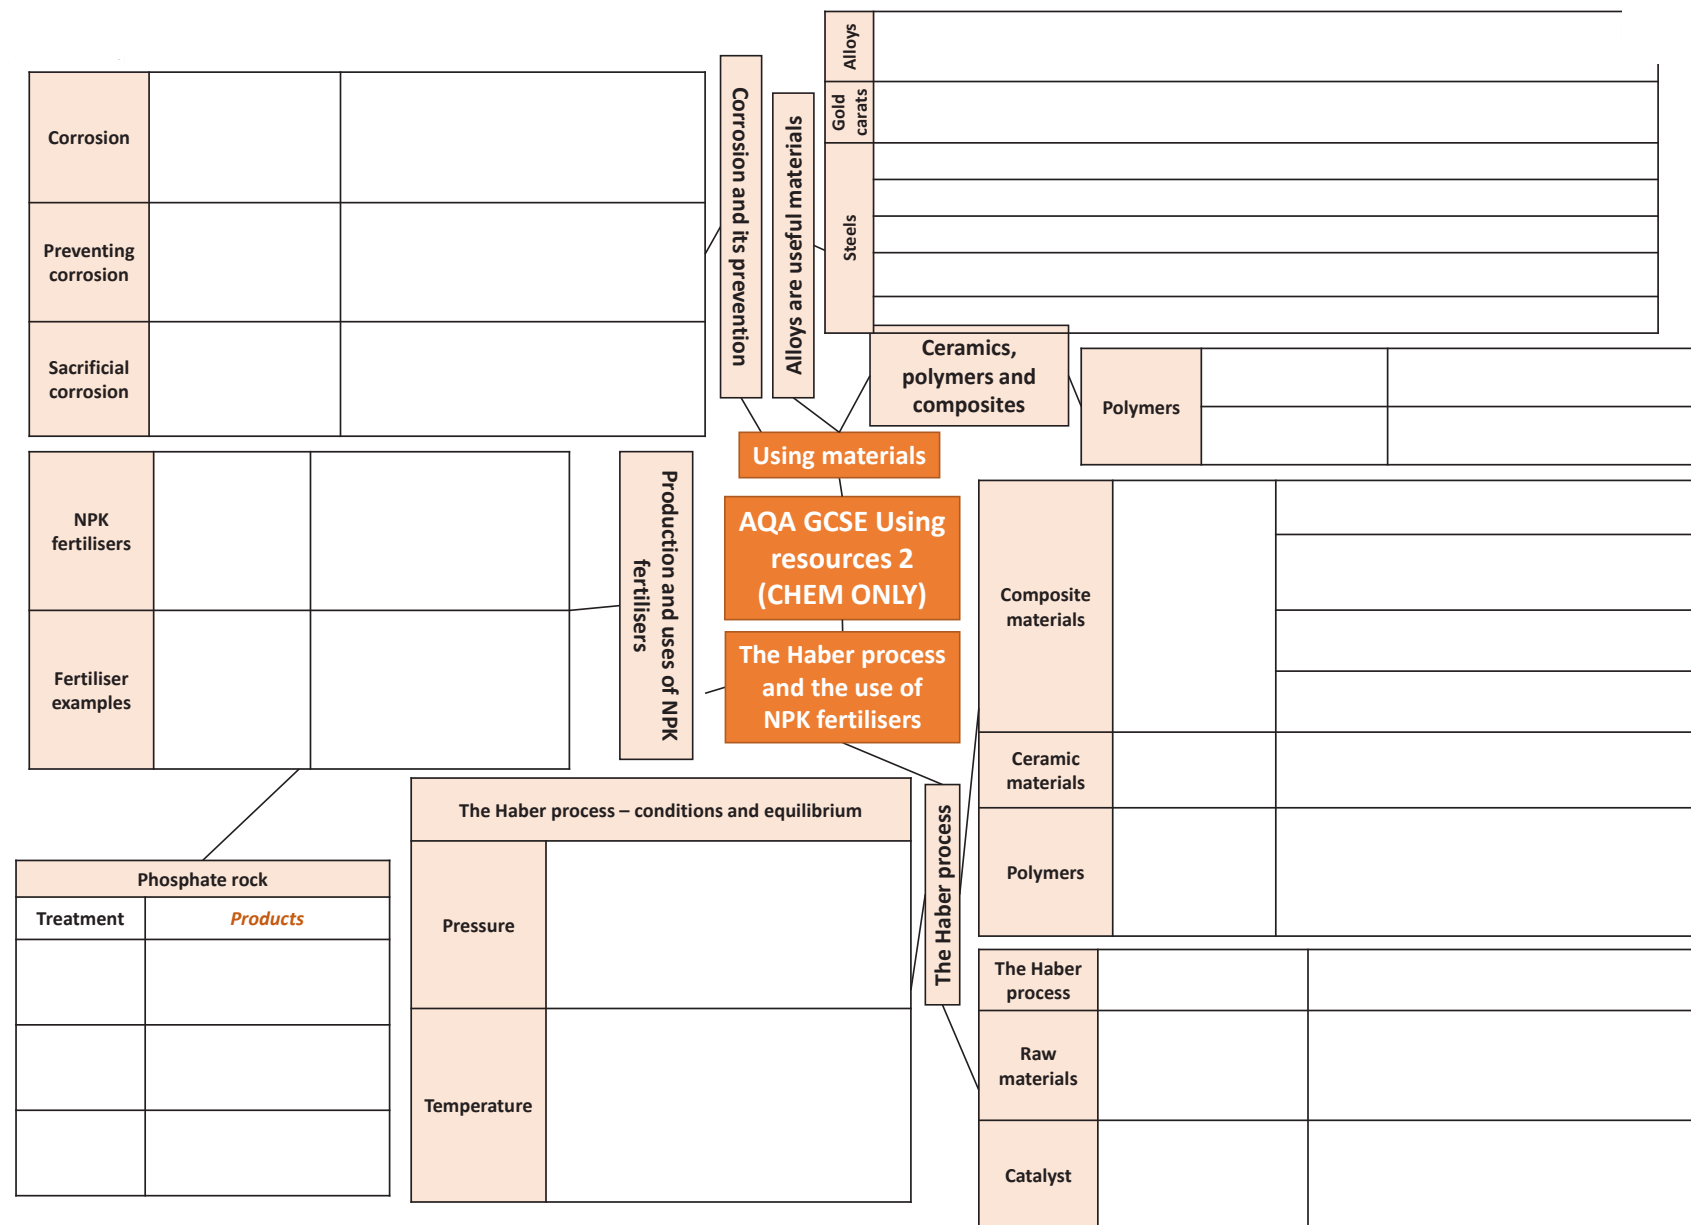 Corrosion
Preventing
corrosion
Sacrificial
corrosion
Corrosion and its prevention
Alloys are useful materials
Alloys
Gold
carats
Steels
Ceramics,
polymers and
composites
Polymers
Using materials
AQA GCSE Using
resources 2
(CHEM ONLY)
The Haber process
and the use of
NPK fertilisers
NPK
fertilisers
Fertiliser
examples
Production and uses of NPK
fertilisers
Composite
materials
Ceramic
materials
Polymers
Phosphate rock
Treatment
Products
The Haber process – conditions and equilibrium
Pressure
Temperature
The Haber process
The Haber
process
Raw
materials
Catalyst